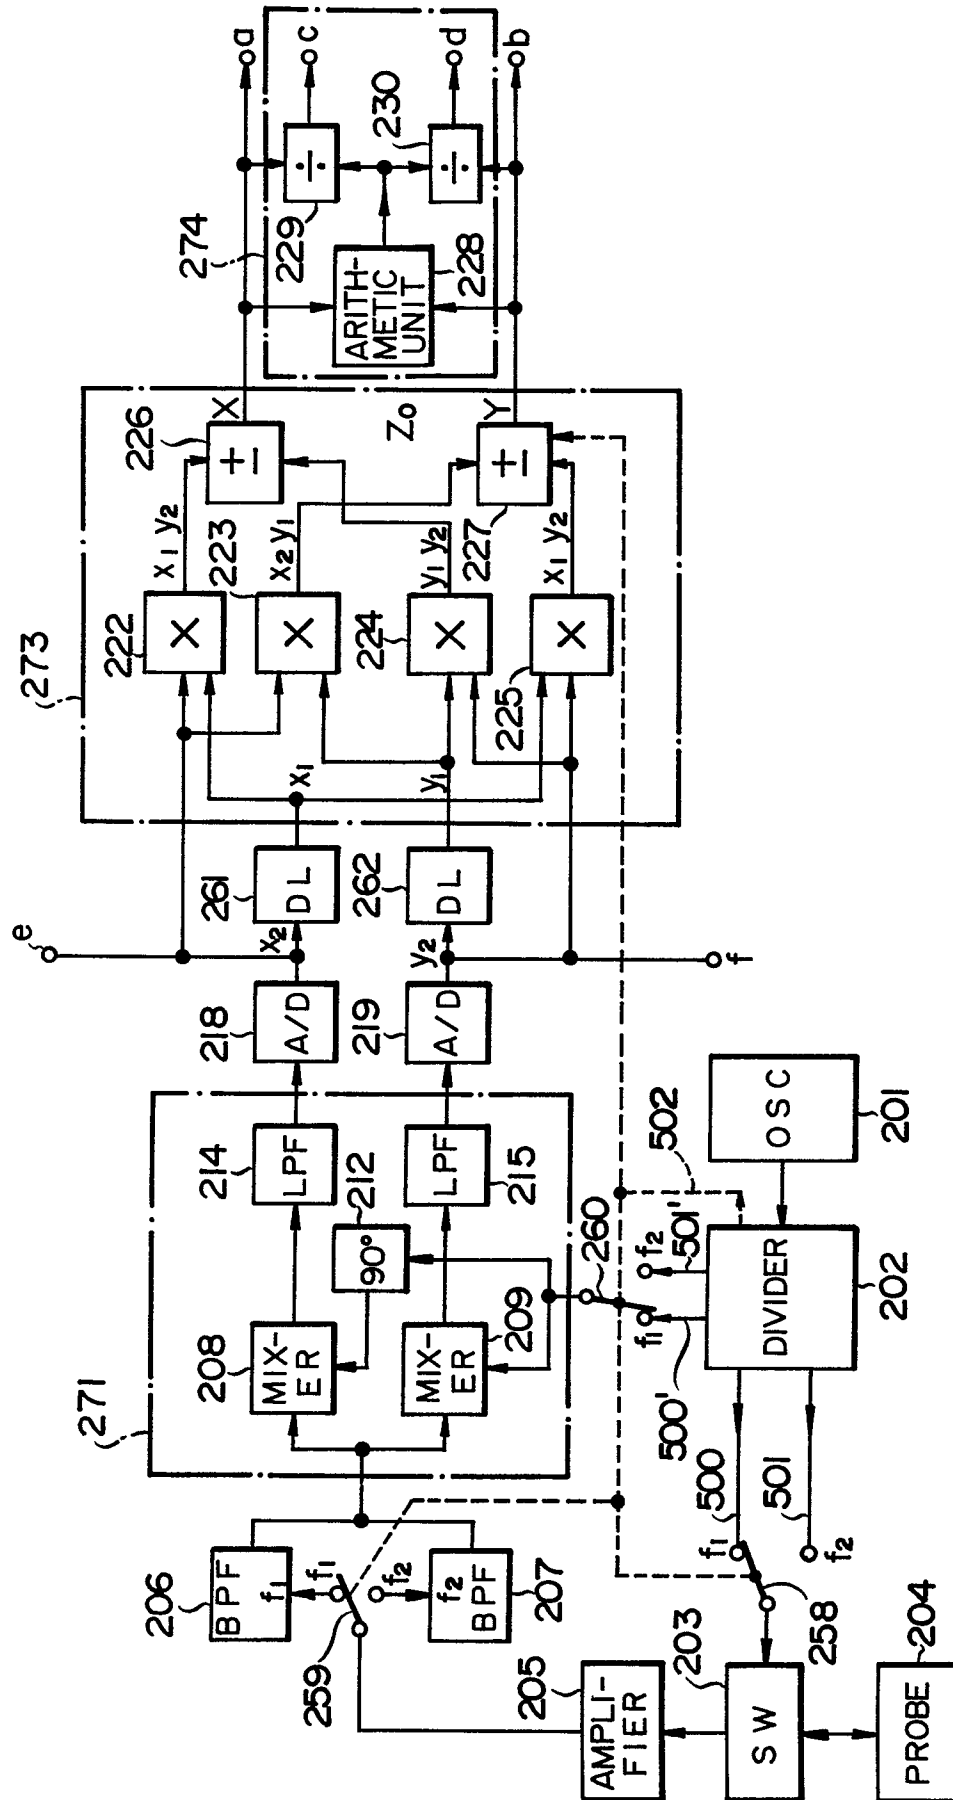 271
206
BPF
f₁
f₁
259
f₂
f₂
BPF
207
205
AMPLI-
FIER
203
SW
204
PROBE
258
f₁
500
501
f₂
208
MIX-
ER
MIX-
ER
209
212
90°
214
LPF
LPF
215
260
f₁
f₂
500'
501'
502
DIVIDER
202
OSC
201
218
A/D
219
A/D
e
x₂
y₂
f
261
DL
262
DL
273
x₁
y₁
222
X
223
X
224
X
225
X
x₁ y₂
x₂ y₁
y₁ y₂
x₁ y₂
226
±
227
±
X
Z₀
Y
274
ARITH-
METIC
UNIT
228
229
÷
230
÷
a
c
d
b